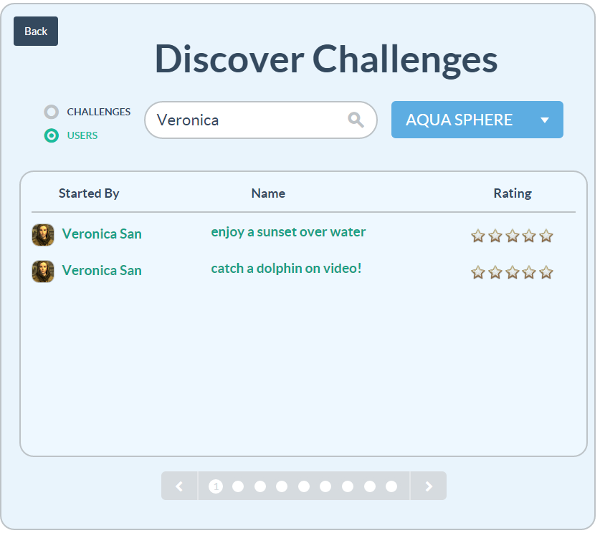 Back
Discover Challenges
CHALLENGES
USERS
Veronica
AQUA SPHERE
Started By Name Rating
Veronica San enjoy a sunset over water
Veronica San catch a dolphin on video!
1